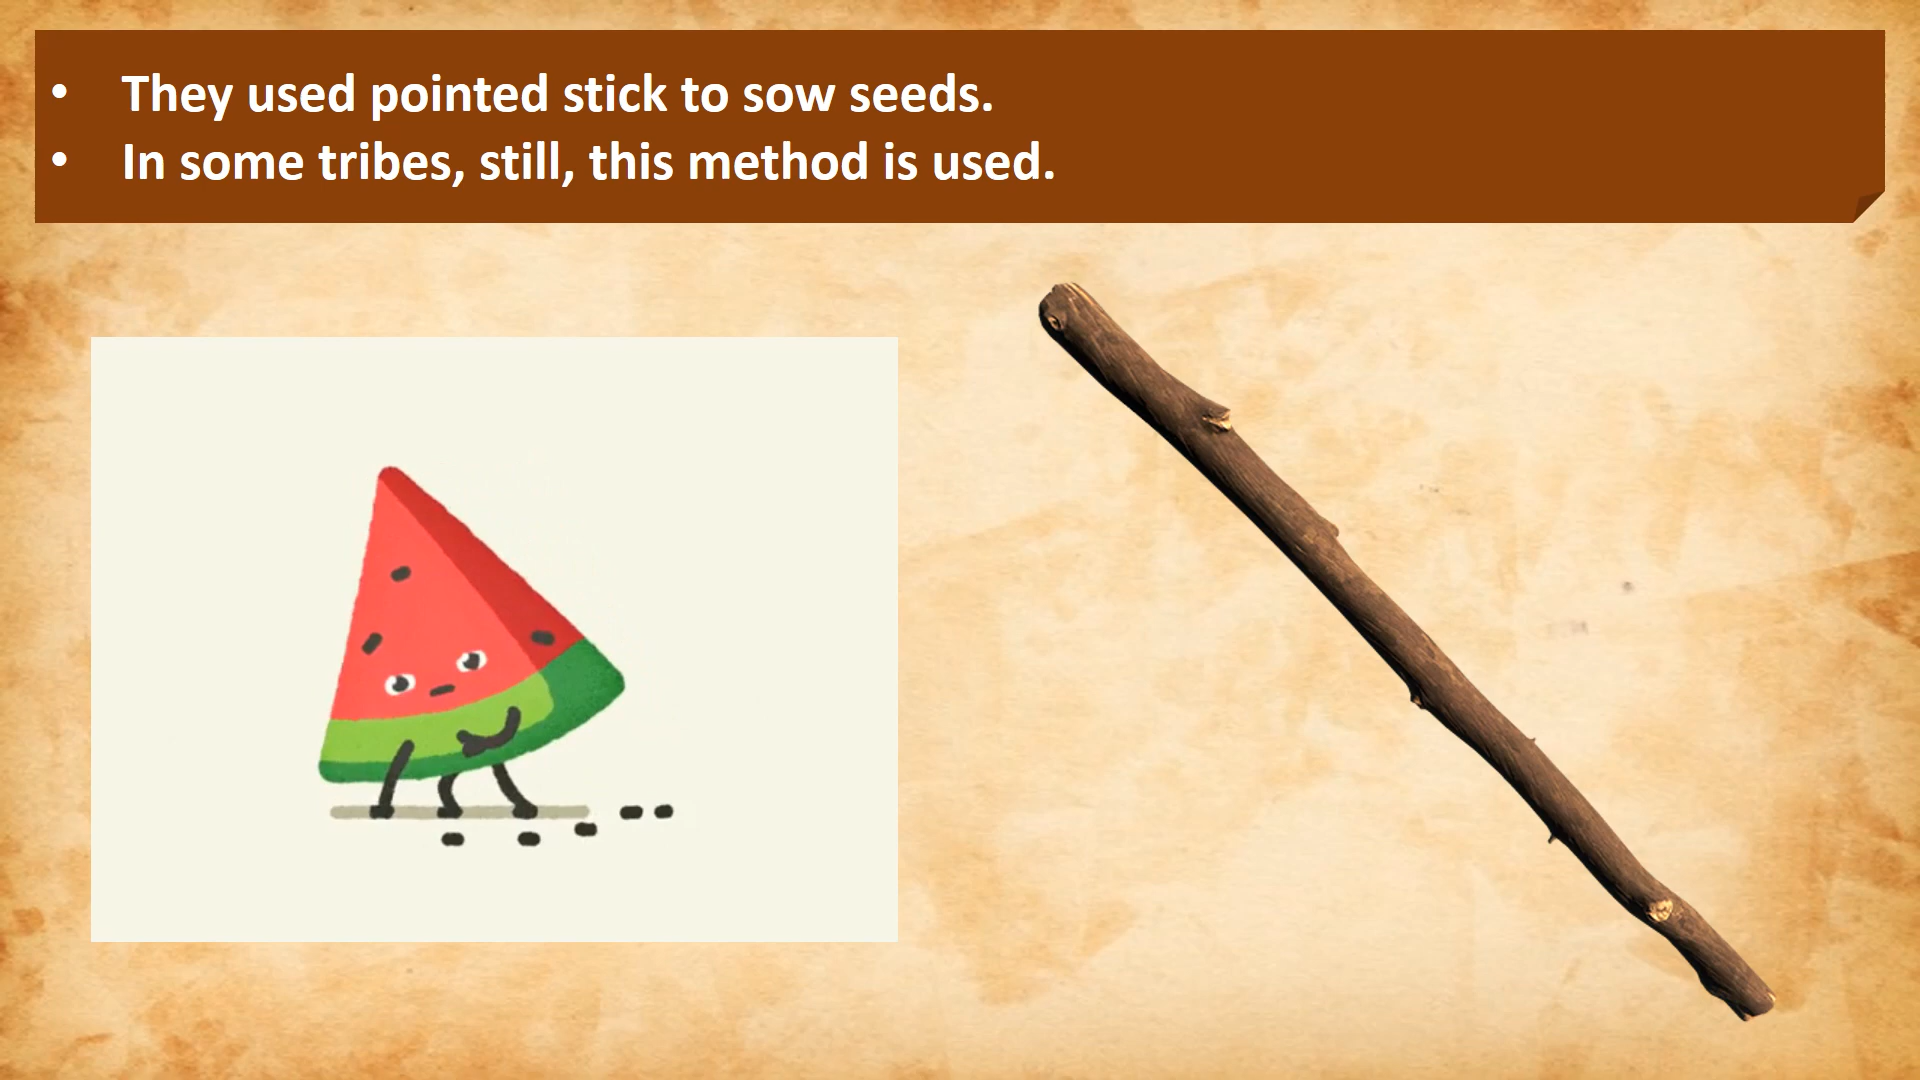 • They used pointed stick to sow seeds.
• In some tribes, still, this method is used.